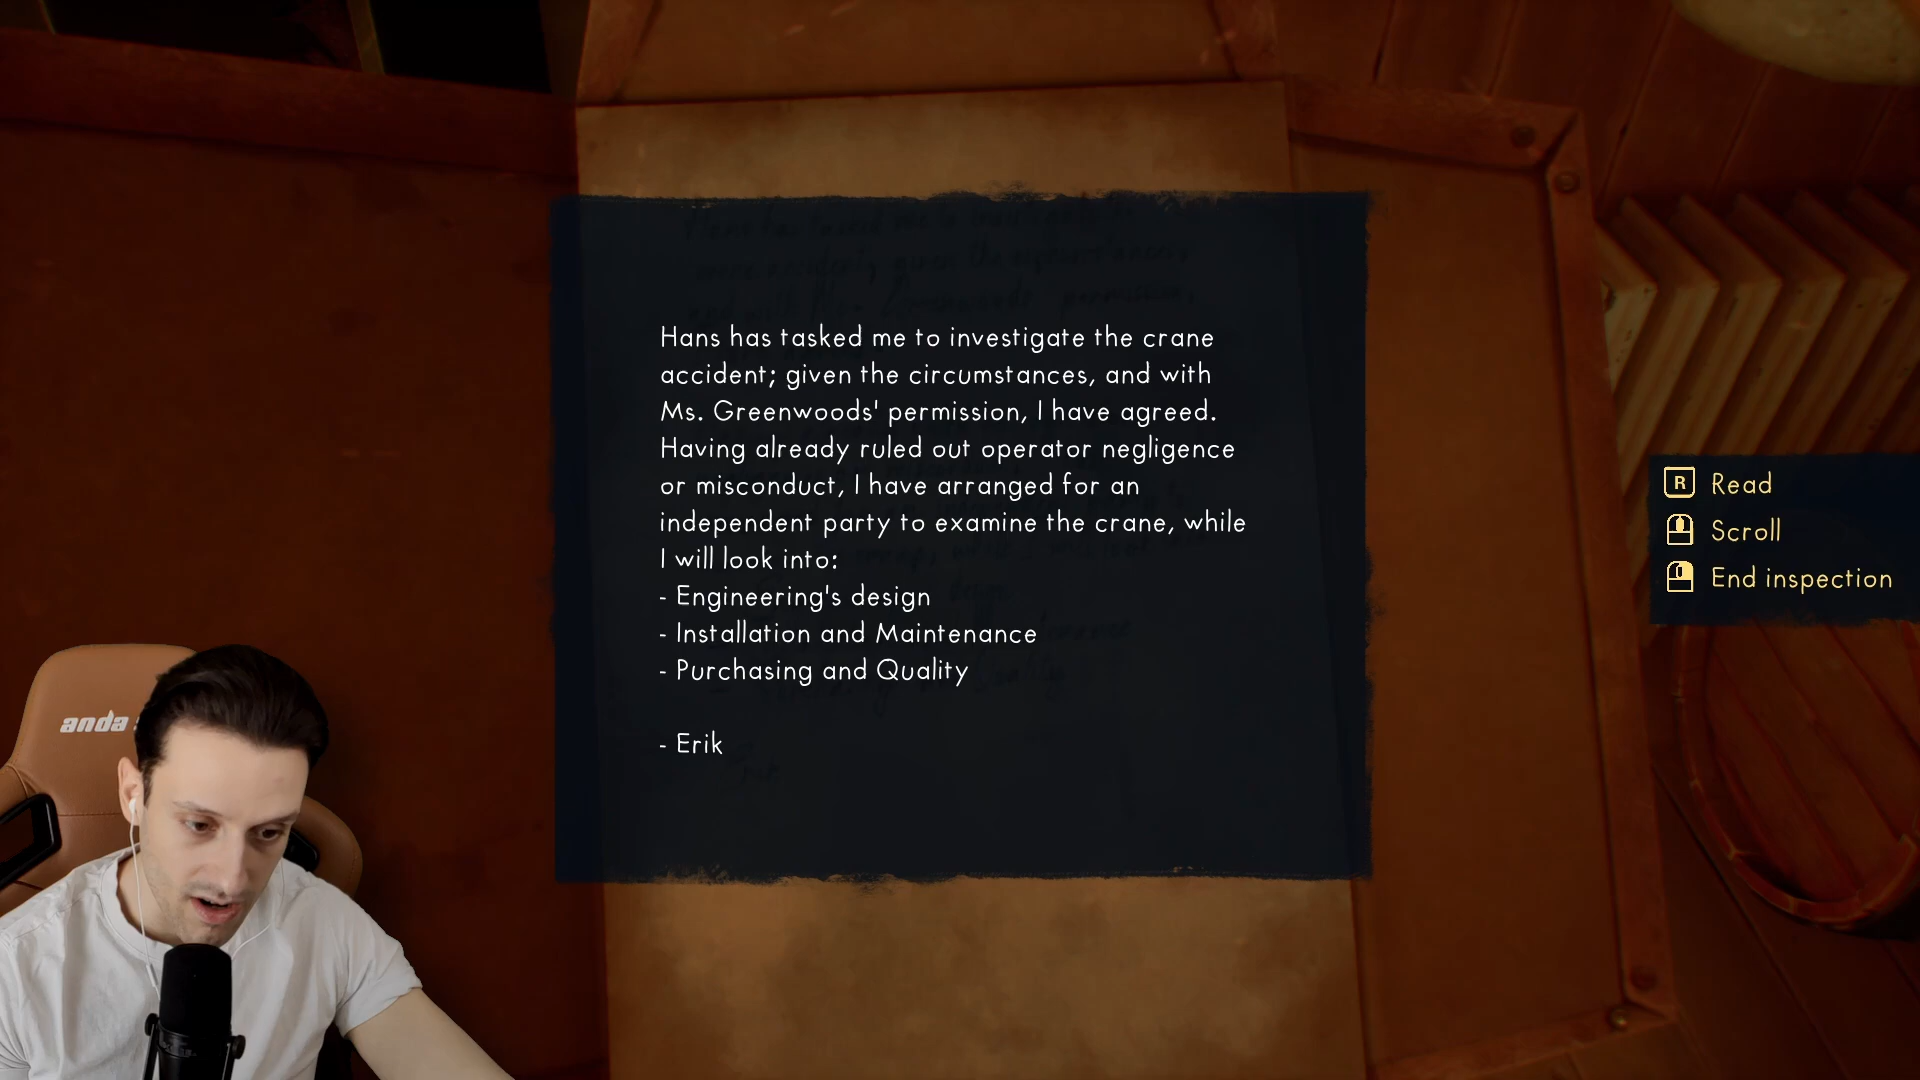 Hans has tasked me to investigate the crane
accident; given the circumstances, and with
Ms. Greenwoods' permission, I have agreed.
Having already ruled out operator negligence
or misconduct, I have arranged for an
independent party to examine the crane, while
I will look into:
- Engineering's design
- Installation and Maintenance
- Purchasing and Quality
- Erik
R Read
Scroll
End inspection
anda